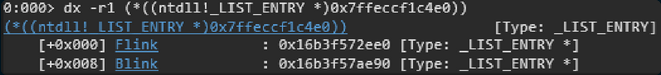 0:000> dx -r1 (*((ntdll!_LIST_ENTRY *)0x7ffeccf1c4e0))
(*((ntdll!_LIST_ENTRY *)0x7ffeccf1c4e0)) [Type: _LIST_ENTRY]
[+0x000] Flink : 0x16b3f572ee0 [Type: _LIST_ENTRY *]
[+0x008] Blink : 0x16b3f57ae90 [Type: _LIST_ENTRY *]